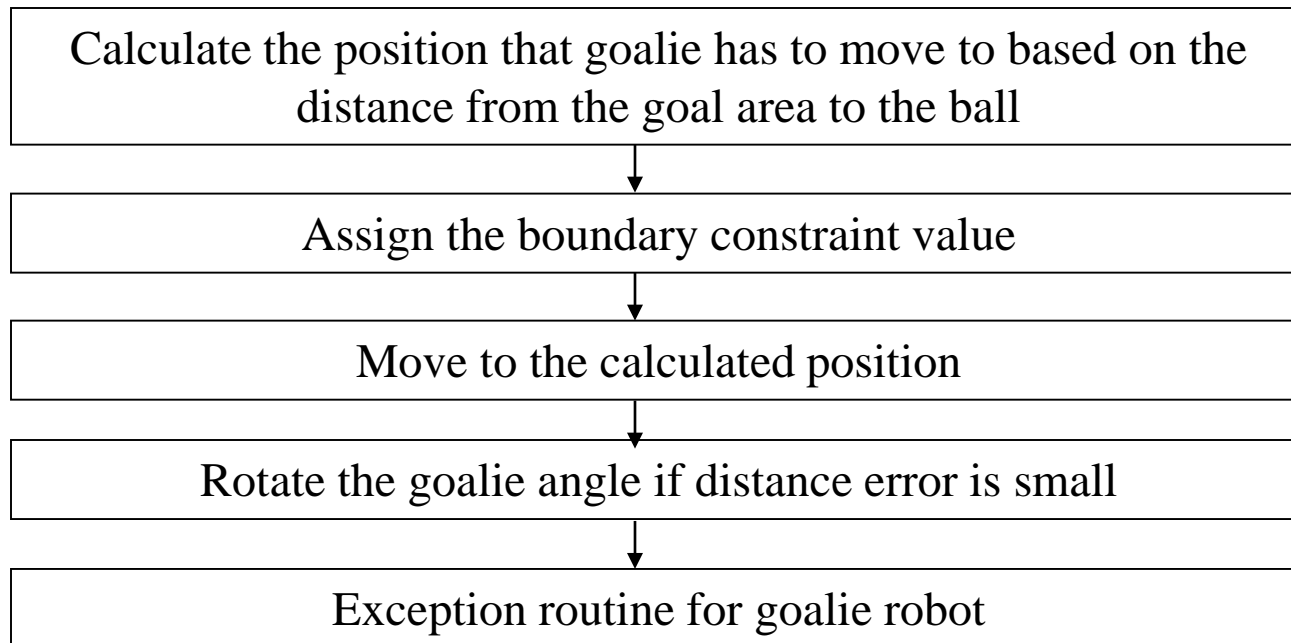 Calculate the position that goalie has to move to based on the
distance from the goal area to the ball
Assign the boundary constraint value
Move to the calculated position
Rotate the goalie angle if distance error is small
Exception routine for goalie robot